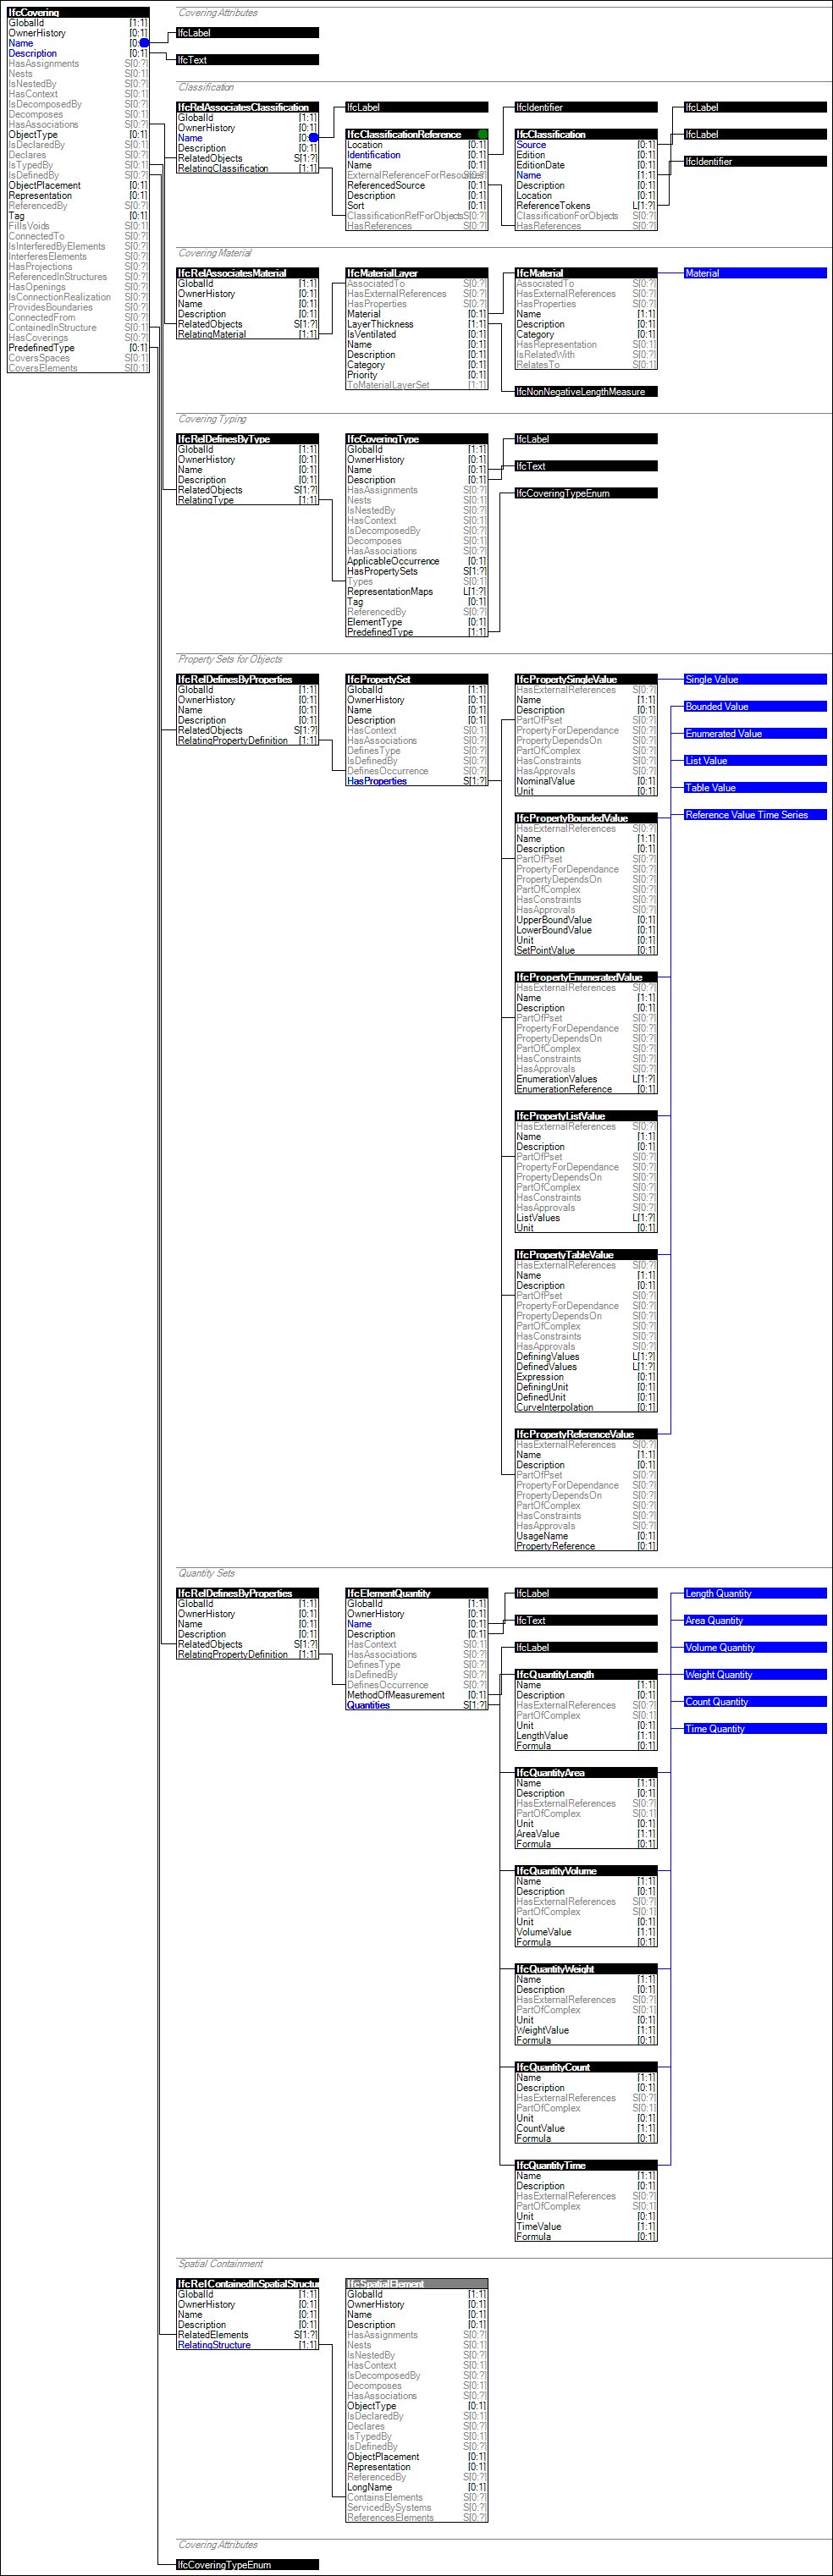 IfcCovering
GlobalId [1:1]
OwnerHistory [0:1]
Name [0:
Description [0:1]
HasAssignments S[0:?]
Nests S[0:1]
IsNestedBy S[0:?]
HasContext S[0:1]
IsDecomposedBy S[0:?]
Decomposes S[0:1]
HasAssociations S[0:?]
ObjectType [0:1]
IsDeclaredBy S[0:1]
Declares S[0:?]
IsTypedBy S[0:1]
IsDefinedBy S[0:?]
ObjectPlacement [0:1]
Representation [0:1]
ReferencedBy S[0:?]
Tag [0:1]
FillsVoids S[0:1]
ConnectedTo S[0:?]
IsInterferedByElements S[0:?]
InterferesElements S[0:?]
HasProjections S[0:?]
ReferencedInStructures S[0:?]
HasOpenings S[0:?]
IsConnectionRealization S[0:?]
ProvidesBoundaries S[0:?]
ConnectedFrom S[0:?]
ContainedInStructure S[0:1]
HasCoverings S[0:?]
PredefinedType [0:1]
CoversSpaces S[0:1]
CoversElements S[0:1]
Covering Attributes
IfcLabel
IfcText
Classification
IfcRelAssociatesClassification
GlobalId [1:1]
OwnerHistory [0:1]
Name [0:
Description [0:1]
RelatedObjects S[1:?]
RelatingClassification [1:1]
IfcLabel
IfcClassificationReference
Location [0:1]
Identification [0:1]
Name [0:1]
ExternalReferenceForResources S[0:?]
ReferencedSource [0:1]
Description [0:1]
Sort [0:1]
ClassificationRefForObjects S[0:?]
HasReferences S[0:?]
IfcIdentifier
IfcClassification
Source [0:1]
Edition [0:1]
EditionDate [0:1]
Name [1:1]
Description [0:1]
Location [0:1]
ReferenceTokens L[1:?]
ClassificationForObjects S[0:?]
HasReferences S[0:?]
IfcLabel
IfcLabel
IfcIdentifier
Covering Material
IfcRelAssociatesMaterial
GlobalId [1:1]
OwnerHistory [0:1]
Name [0:1]
Description [0:1]
RelatedObjects S[1:?]
RelatingMaterial [1:1]
IfcMaterialLayer
AssociatedTo S[0:?]
HasExternalReferences S[0:?]
HasProperties S[0:?]
Material [0:1]
LayerThickness [1:1]
IsVentilated [0:1]
Name [0:1]
Description [0:1]
Category [0:1]
Priority [0:1]
ToMaterialLayerSet [1:1]
IfcMaterial
AssociatedTo S[0:?]
HasExternalReferences S[0:?]
HasProperties S[0:?]
Name [1:1]
Description [0:1]
Category [0:1]
HasRepresentation S[0:1]
IsRelatedWith S[0:?]
RelatesTo S[0:1]
IfcNonNegativeLengthMeasure
Material
Covering Typing
IfcRelDefinesByType
GlobalId [1:1]
OwnerHistory [0:1]
Name [0:1]
Description [0:1]
RelatedObjects S[1:?]
RelatingType [1:1]
IfcCoveringType
GlobalId [1:1]
OwnerHistory [0:1]
Name [0:1]
Description [0:1]
HasAssignments S[0:?]
Nests S[0:1]
IsNestedBy S[0:?]
HasContext S[0:1]
IsDecomposedBy S[0:?]
Decomposes S[0:1]
HasAssociations S[0:?]
ApplicableOccurrence [0:1]
HasPropertySets S[1:?]
Types S[0:1]
RepresentationMaps L[1:?]
Tag [0:1]
ReferencedBy S[0:?]
ElementType [0:1]
PredefinedType [1:1]
IfcLabel
IfcText
IfcCoveringTypeEnum
Property Sets for Objects
IfcRelDefinesByProperties
GlobalId [1:1]
OwnerHistory [0:1]
Name [0:1]
Description [0:1]
RelatedObjects S[1:?]
RelatingPropertyDefinition [1:1]
IfcPropertySet
GlobalId [1:1]
OwnerHistory [0:1]
Name [0:1]
Description [0:1]
HasContext S[0:1]
HasAssociations S[0:?]
DefinesType S[0:?]
IsDefinedBy S[0:?]
DefinesOccurrence S[0:?]
HasProperties S[1:?]
IfcPropertySingleValue
HasExternalReferences S[0:?]
Name [1:1]
Description [0:1]
PartOfPset S[0:?]
PropertyForDependance S[0:?]
PropertyDependsOn S[0:?]
PartOfComplex S[0:?]
HasConstraints S[0:?]
HasApprovals S[0:?]
NominalValue [0:1]
Unit [0:1]
IfcPropertyBoundedValue
HasExternalReferences S[0:?]
Name [1:1]
Description [0:1]
PartOfPset S[0:?]
PropertyForDependance S[0:?]
PropertyDependsOn S[0:?]
PartOfComplex S[0:?]
HasConstraints S[0:?]
HasApprovals S[0:?]
UpperBoundValue [0:1]
LowerBoundValue [0:1]
Unit [0:1]
SetPointValue [0:1]
IfcPropertyEnumeratedValue
HasExternalReferences S[0:?]
Name [1:1]
Description [0:1]
PartOfPset S[0:?]
PropertyForDependance S[0:?]
PropertyDependsOn S[0:?]
PartOfComplex S[0:?]
HasConstraints S[0:?]
HasApprovals S[0:?]
EnumerationValues L[1:?]
EnumerationReference [0:1]
IfcPropertyListValue
HasExternalReferences S[0:?]
Name [1:1]
Description [0:1]
PartOfPset S[0:?]
PropertyForDependance S[0:?]
PropertyDependsOn S[0:?]
PartOfComplex S[0:?]
HasConstraints S[0:?]
HasApprovals S[0:?]
ListValues L[1:?]
Unit [0:1]
IfcPropertyTableValue
HasExternalReferences S[0:?]
Name [1:1]
Description [0:1]
PartOfPset S[0:?]
PropertyForDependance S[0:?]
PropertyDependsOn S[0:?]
PartOfComplex S[0:?]
HasConstraints S[0:?]
HasApprovals S[0:?]
DefiningValues L[1:?]
DefinedValues L[1:?]
Expression [0:1]
DefiningUnit [0:1]
DefinedUnit [0:1]
CurveInterpolation [0:1]
IfcPropertyReferenceValue
HasExternalReferences S[0:?]
Name [1:1]
Description [0:1]
PartOfPset S[0:?]
PropertyForDependance S[0:?]
PropertyDependsOn S[0:?]
PartOfComplex S[0:?]
HasConstraints S[0:?]
HasApprovals S[0:?]
UsageName [0:1]
PropertyReference [0:1]
Single Value
Bounded Value
Enumerated Value
List Value
Table Value
Reference Value Time Series
Quantity Sets
IfcRelDefinesByProperties
GlobalId [1:1]
OwnerHistory [0:1]
Name [0:1]
Description [0:1]
RelatedObjects S[1:?]
RelatingPropertyDefinition [1:1]
IfcElementQuantity
GlobalId [1:1]
OwnerHistory [0:1]
Name [0:1]
Description [0:1]
HasContext S[0:1]
HasAssociations S[0:?]
DefinesType S[0:?]
IsDefinedBy S[0:?]
DefinesOccurrence S[0:?]
MethodOfMeasurement [0:1]
Quantities S[1:?]
IfcLabel
IfcText
IfcLabel
IfcQuantityLength
Name [1:1]
Description [0:1]
HasExternalReferences S[0:?]
PartOfComplex S[0:1]
Unit [0:1]
LengthValue [1:1]
Formula [0:1]
IfcQuantityArea
Name [1:1]
Description [0:1]
HasExternalReferences S[0:?]
PartOfComplex S[0:1]
Unit [0:1]
AreaValue [1:1]
Formula [0:1]
IfcQuantityVolume
Name [1:1]
Description [0:1]
HasExternalReferences S[0:?]
PartOfComplex S[0:1]
Unit [0:1]
VolumeValue [1:1]
Formula [0:1]
IfcQuantityWeight
Name [1:1]
Description [0:1]
HasExternalReferences S[0:?]
PartOfComplex S[0:1]
Unit [0:1]
WeightValue [1:1]
Formula [0:1]
IfcQuantityCount
Name [1:1]
Description [0:1]
HasExternalReferences S[0:?]
PartOfComplex S[0:1]
Unit [0:1]
CountValue [1:1]
Formula [0:1]
IfcQuantityTime
Name [1:1]
Description [0:1]
HasExternalReferences S[0:?]
PartOfComplex S[0:1]
Unit [0:1]
TimeValue [1:1]
Formula [0:1]
Length Quantity
Area Quantity
Volume Quantity
Weight Quantity
Count Quantity
Time Quantity
Spatial Containment
IfcRelContainedInSpatialStructu
GlobalId [1:1]
OwnerHistory [0:1]
Name [0:1]
Description [0:1]
RelatedElements S[1:?]
RelatingStructure [1:1]
IfcSpatialElement
GlobalId [1:1]
OwnerHistory [0:1]
Name [0:1]
Description [0:1]
HasAssignments S[0:?]
Nests S[0:1]
IsNestedBy S[0:?]
HasContext S[0:1]
IsDecomposedBy S[0:?]
Decomposes S[0:1]
HasAssociations S[0:?]
ObjectType [0:1]
IsDeclaredBy S[0:1]
Declares S[0:?]
IsTypedBy S[0:1]
IsDefinedBy S[0:?]
ObjectPlacement [0:1]
Representation [0:1]
ReferencedBy S[0:?]
LongName [0:1]
ContainsElements S[0:?]
ServicedBySystems S[0:?]
ReferencesElements S[0:?]
Covering Attributes
IfcCoveringTypeEnum